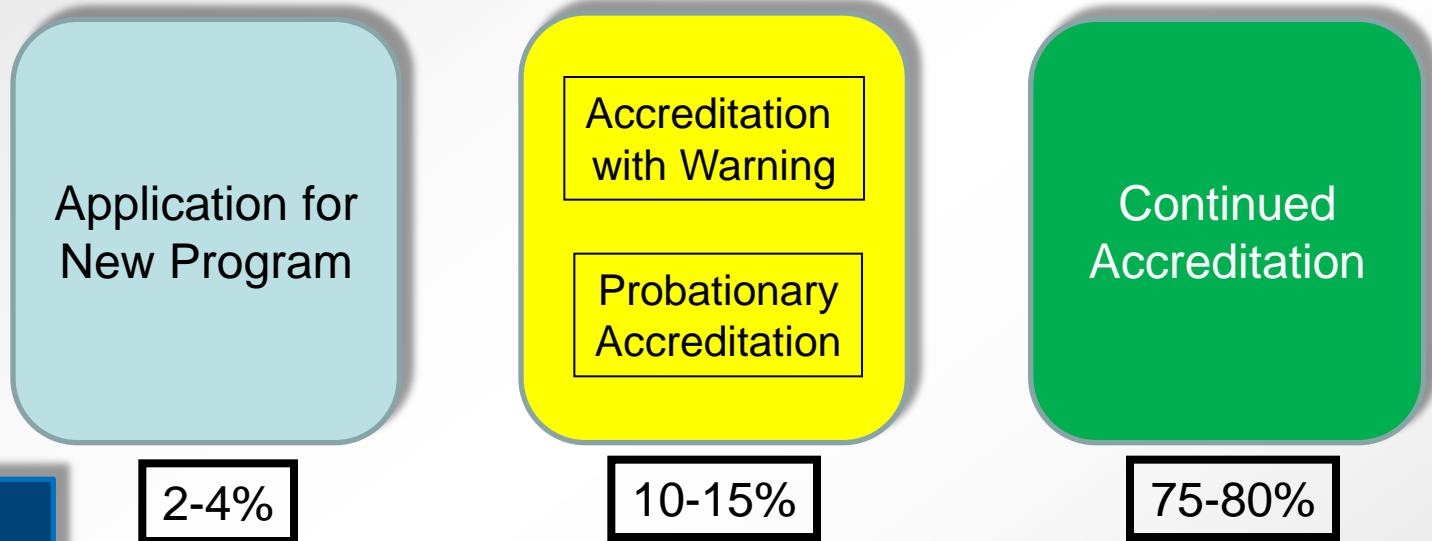 Application for
New Program
2-4%
Accreditation
with Warning
Probationary
Accreditation
10-15%
Continued
Accreditation
75-80%